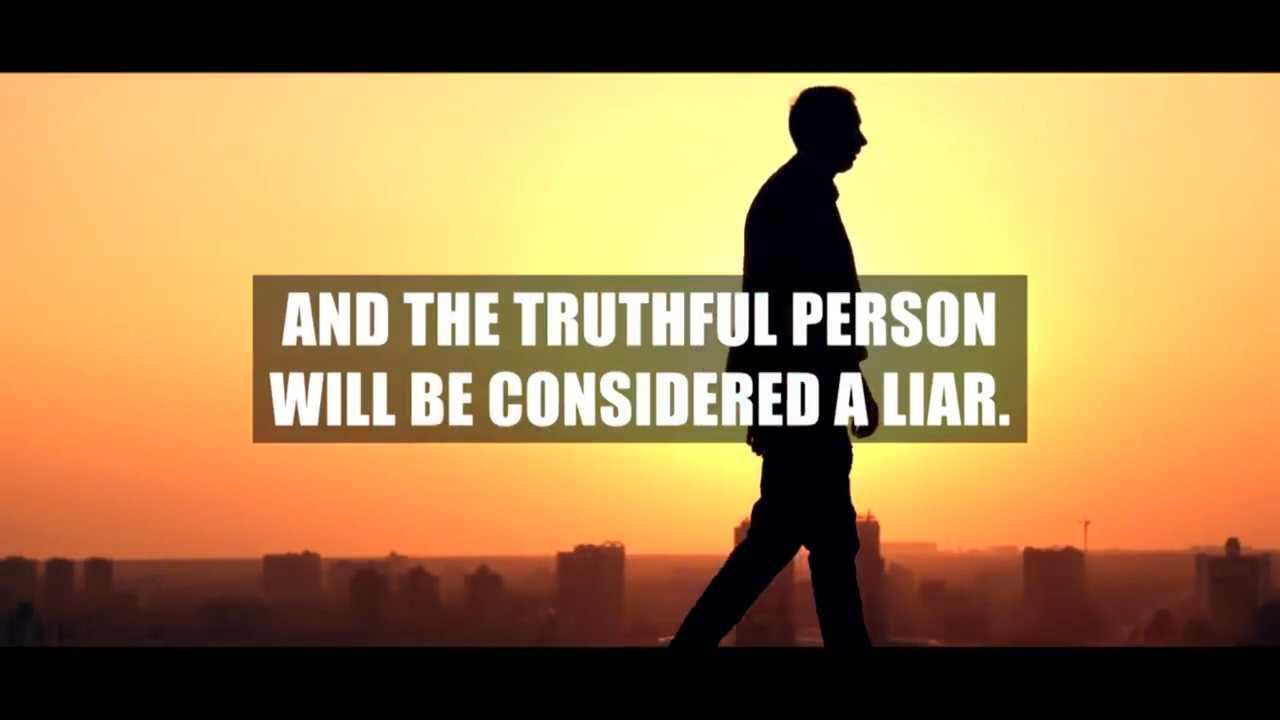 AND THE TRUTHFUL PERSON
WILL BE CONSIDERED A LIAR.